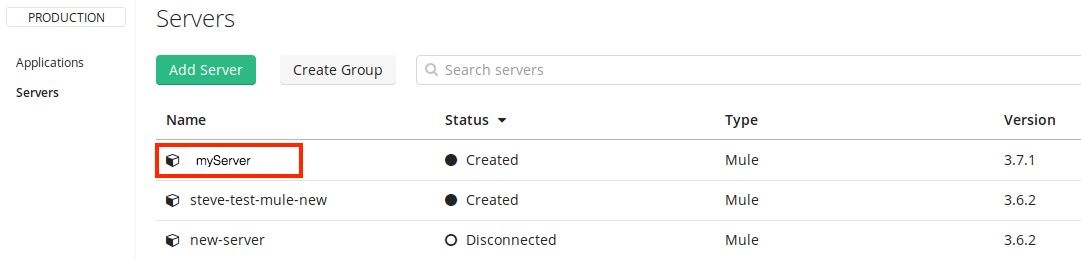 PRODUCTION
Applications
Servers
Servers
Add Server Create Group Search servers
Name Status Type Version
myServer Created Mule 3.7.1
steve-test-mule-new Created Mule 3.6.2
new-server Disconnected Mule 3.6.2